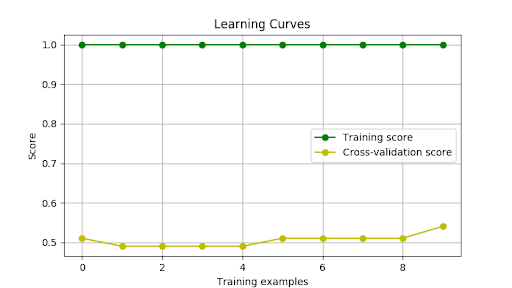 Learning Curves
1.0
0.9
0.8
0.7
0.6
0.5
Score
Training score
Cross-validation score
0 2 4 6 8
Training examples